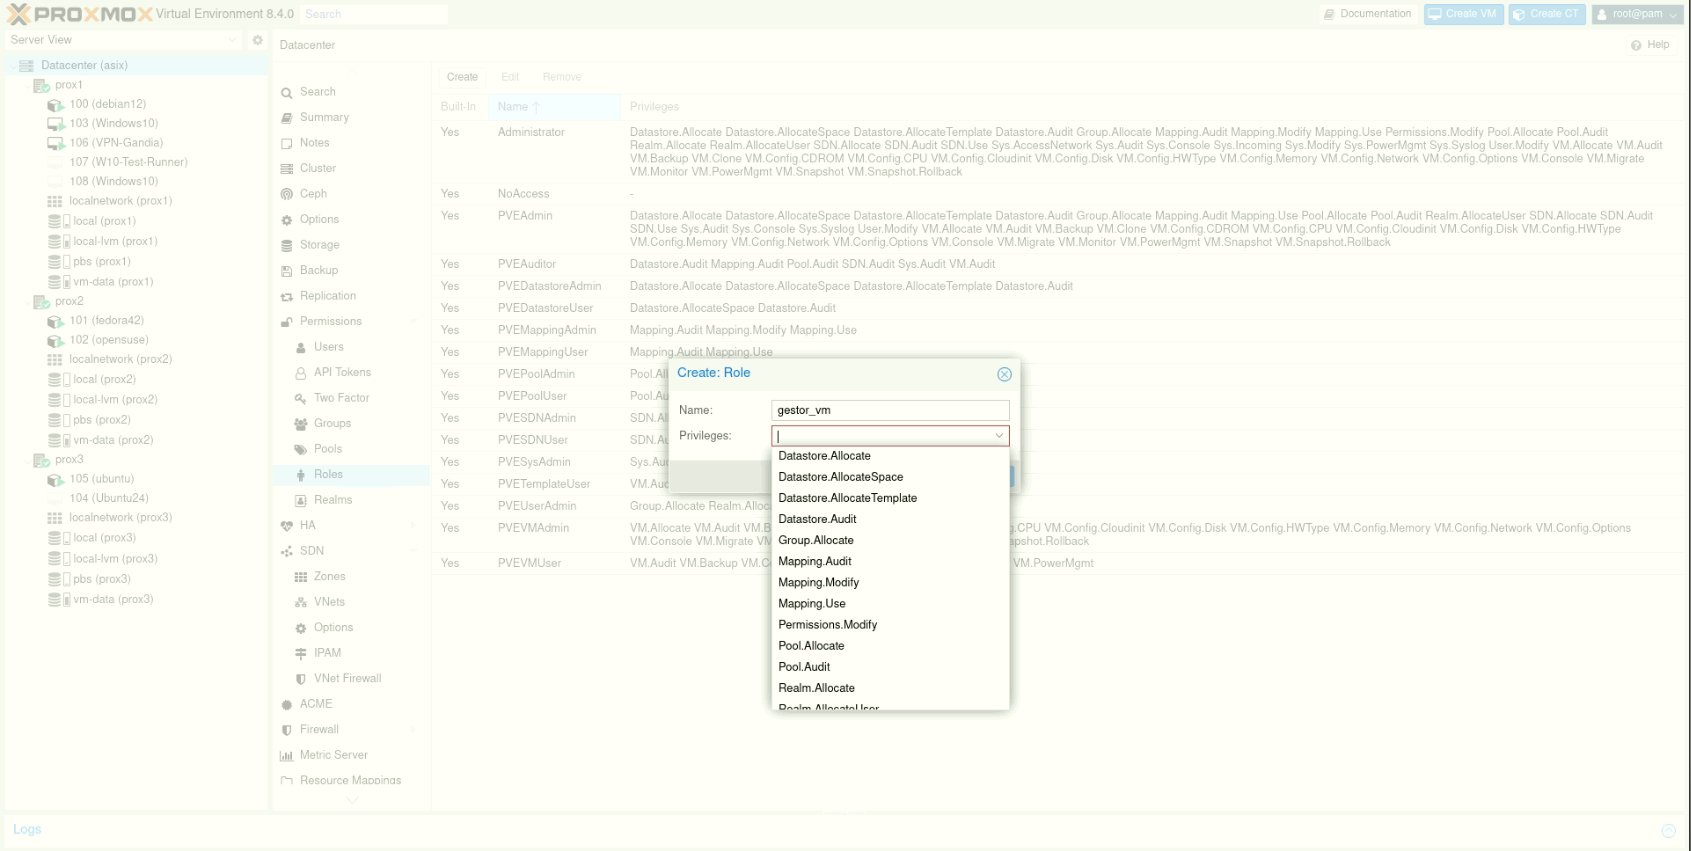 PROXMOX Virtual Environment 8.4.0 Search
Documentation Create VM Create CT root@pam
Server View
Datacenter (asix)
prox1
100 (debian12)
103 (Windows10)
106 (VPN-Gandia)
107 (W10-Test-Runner)
108 (Windows10)
localnetwork (prox1)
local (prox1)
local-lvm (prox1)
pbs (prox1)
vm-data (prox1)
prox2
101 (fedora42)
102 (opensuse)
localnetwork (prox2)
local (prox2)
local-lvm (prox2)
pbs (prox2)
vm-data (prox2)
prox3
105 (ubuntu)
104 (Ubuntu24)
localnetwork (prox3)
local (prox3)
local-lvm (prox3)
pbs (prox3)
vm-data (prox3)
Datacenter
Help
Search
Summary
Notes
Cluster
Ceph
Options
Storage
Backup
Replication
Permissions
Users
API Tokens
Two Factor
Groups
Pools
Roles
Realms
HA
SDN
Zones
VNets
Options
IPAM
VNet Firewall
ACME
Firewall
Metric Server
Resource Mappings
Create Edit Remove
Built-In Name Privileges
Yes Administrator Datastore.Allocate Datastore.AllocateSpace Datastore.AllocateTemplate Datastore.Audit Group.Allocate Mapping.Audit Mapping.Modify Mapping.Use Permissions.Modify Pool.Allocate Pool.Audit
Realm.Allocate Realm.AllocateUser SDN.Allocate SDN.Audit SDN.Use Sys.AccessNetwork Sys.Audit Sys.Console Sys.Incoming Sys.Modify Sys.PowerMgmt Sys.Syslog User.Modify VM.Allocate VM.Audit
VM.Backup VM.Clone VM.Config.CDROM VM.Config.CPU VM.Config.Cloudinit VM.Config.Disk VM.Config.HWType VM.Config.Memory VM.Config.Network VM.Config.Options VM.Console VM.Migrate
VM.Monitor VM.PowerMgmt VM.Snapshot VM.Snapshot.Rollback
Yes NoAccess -
Yes PVEAdmin Datastore.Allocate Datastore.AllocateSpace Datastore.AllocateTemplate Datastore.Audit Group.Allocate Mapping.Audit Mapping.Use Pool.Allocate Pool.Audit Realm.AllocateUser SDN.Allocate SDN.Audit
SDN.Use Sys.Audit Sys.Console Sys.Syslog User.Modify VM.Allocate VM.Audit VM.Backup VM.Clone VM.Config.CDROM VM.Config.CPU VM.Config.Cloudinit VM.Config.Disk VM.Config.HWType
VM.Config.Memory VM.Config.Network VM.Config.Options VM.Console VM.Migrate VM.Monitor VM.PowerMgmt VM.Snapshot VM.Snapshot.Rollback
Yes PVEAuditor Datastore.Audit Mapping.Audit Pool.Audit SDN.Audit Sys.Audit VM.Audit
Yes PVEDatastoreAdmin Datastore.Allocate Datastore.AllocateSpace Datastore.AllocateTemplate Datastore.Audit
Yes PVEDatastoreUser Datastore.AllocateSpace Datastore.Audit
Yes PVEMappingAdmin Mapping.Audit Mapping.Modify Mapping.Use
Yes PVEMappingUser Mapping.Audit Mapping.Use
Yes PVEPoolAdmin Pool.All
Yes PVEPoolUser Pool.Au
Yes PVESDNAdmin SDN.Al
Yes PVESDNUser SDN.Au
Yes PVESysAdmin Sys.Aud
Yes PVETemplateUser VM.Aud
Yes PVEUserAdmin Group.Allocate Realm.Alloc
Yes PVEVMAdmin VM.Allocate VM.Audit VM.B g.CPU VM.Config.Cloudinit VM.Config.Disk VM.Config.HWType VM.Config.Memory VM.Config.Network VM.Config.Options
VM.Console VM.Migrate VM apshot.Rollback
Yes PVEVMUser VM.Audit VM.Backup VM.Co VM.PowerMgmt
Create: Role
Name: gestor_vm
Privileges:
Datastore.Allocate
Datastore.AllocateSpace
Datastore.AllocateTemplate
Datastore.Audit
Group.Allocate
Mapping.Audit
Mapping.Modify
Mapping.Use
Permissions.Modify
Pool.Allocate
Pool.Audit
Realm.Allocate
Realm.AllocateUser
Logs